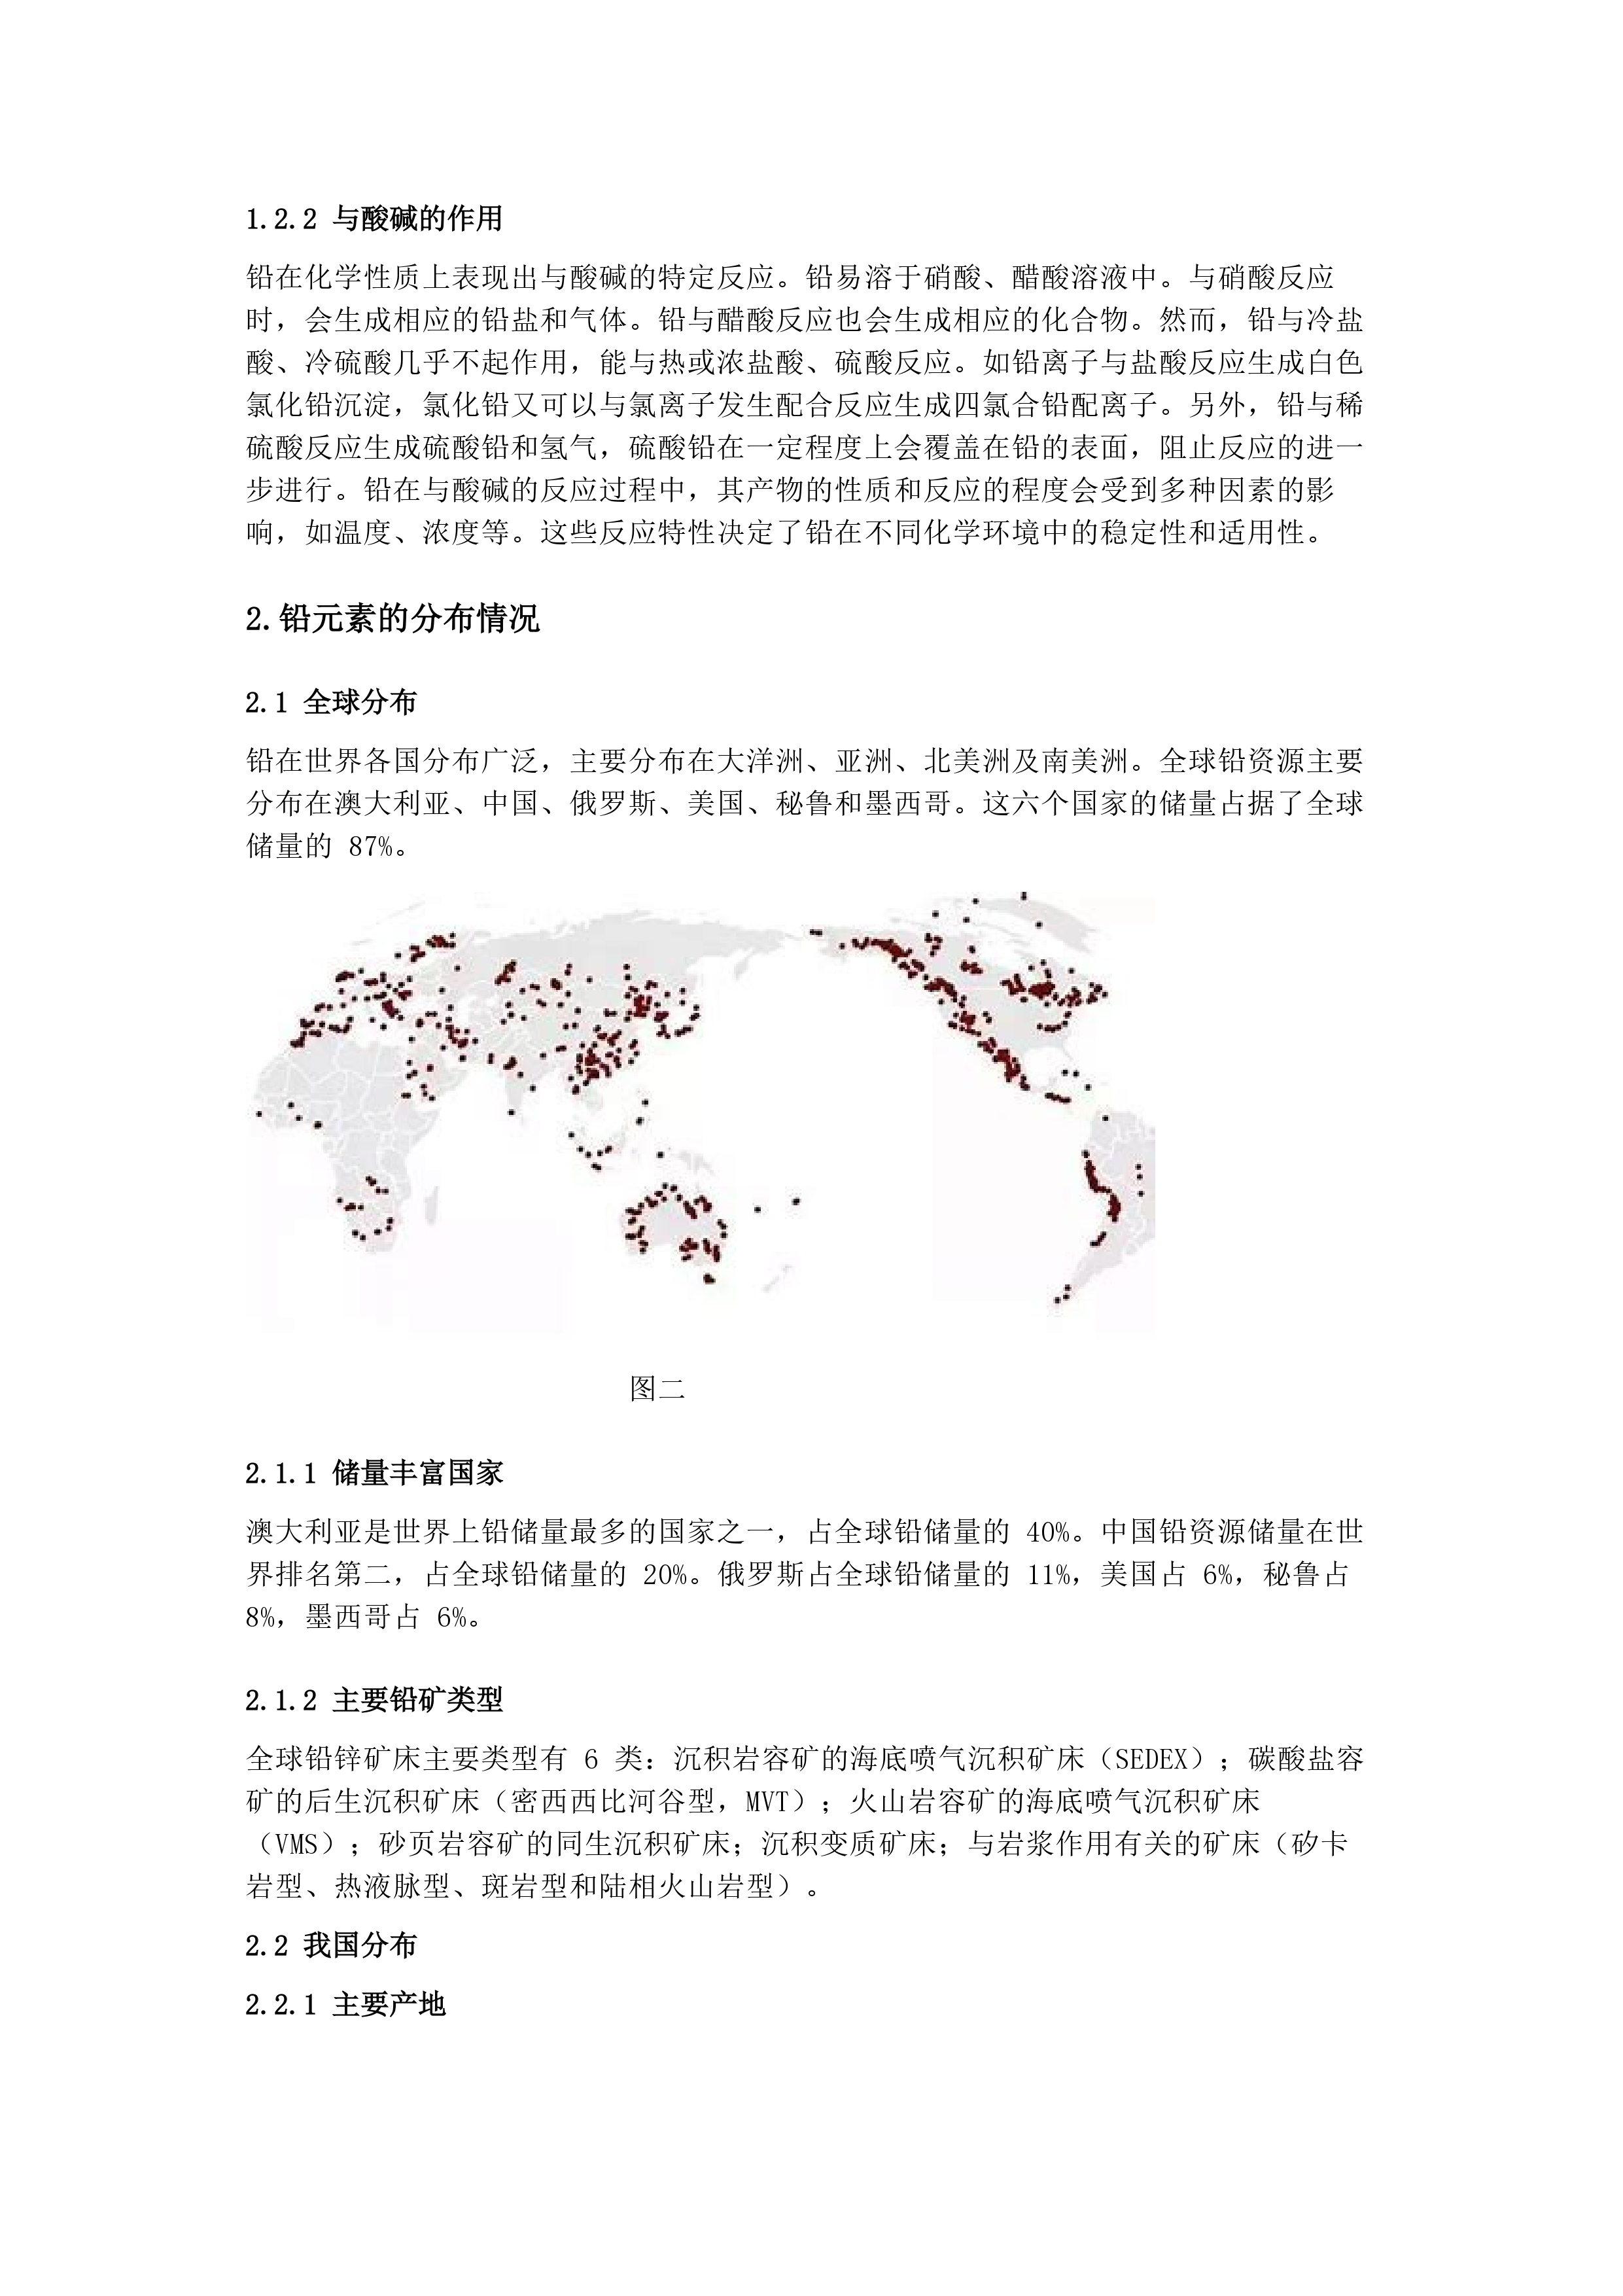 1.2.2 与酸碱的作用
铅在化学性质上表现出与酸碱的特定反应。铅易溶于硝酸、醋酸溶液中。与硝酸反应
时，会生成相应的铅盐和气体。铅与醋酸反应也会生成相应的化合物。然而，铅与冷盐
酸、冷硫酸几乎不起作用，能与热或浓盐酸、硫酸反应。如铅离子与盐酸反应生成白色
氯化铅沉淀，氯化铅又可以与氯离子发生配合反应生成四氯合铅配离子。另外，铅与稀
硫酸反应生成硫酸铅和氢气，硫酸铅在一定程度上会覆盖在铅的表面，阻止反应的进一
步进行。铅在与酸碱的反应过程中，其产物的性质和反应的程度会受到多种因素的影
响，如温度、浓度等。这些反应特性决定了铅在不同化学环境中的稳定性和适用性。
2.铅元素的分布情况
2.1 全球分布
铅在世界各国分布广泛，主要分布在大洋洲、亚洲、北美洲及南美洲。全球铅资源主要
分布在澳大利亚、中国、俄罗斯、美国、秘鲁和墨西哥。这六个国家的储量占据了全球
储量的 87%。
图二
2.1.1 储量丰富国家
澳大利亚是世界上铅储量最多的国家之一，占全球铅储量的 40%。中国铅资源储量在世
界排名第二，占全球铅储量的 20%。俄罗斯占全球铅储量的 11%，美国占 6%，秘鲁占
8%，墨西哥占 6%。
2.1.2 主要铅矿类型
全球铅锌矿床主要类型有 6 类：沉积岩容矿的海底喷气沉积矿床（SEDEX）；碳酸盐容
矿的后生沉积矿床（密西西比河谷型，MVT）；火山岩容矿的海底喷气沉积矿床
（VMS）；砂页岩容矿的同生沉积矿床；沉积变质矿床；与岩浆作用有关的矿床（矽卡
岩型、热液脉型、斑岩型和陆相火山岩型）。
2.2 我国分布
2.2.1 主要产地